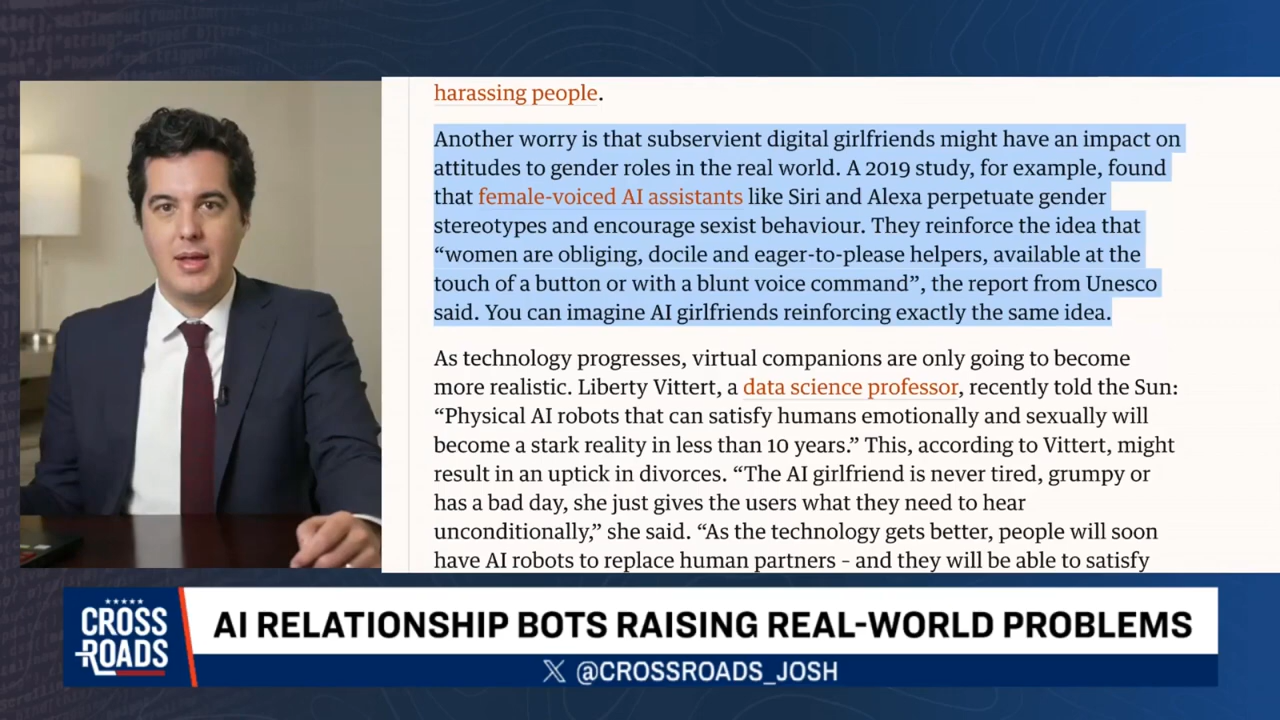 harassing people.
Another worry is that subservient digital girlfriends might have an impact on
attitudes to gender roles in the real world. A 2019 study, for example, found
that female-voiced AI assistants like Siri and Alexa perpetuate gender
stereotypes and encourage sexist behaviour. They reinforce the idea that
“women are obliging, docile and eager-to-please helpers, available at the
touch of a button or with a blunt voice command”, the report from Unesco
said. You can imagine AI girlfriends reinforcing exactly the same idea.
As technology progresses, virtual companions are only going to become
more realistic. Liberty Vittert, a data science professor, recently told the Sun:
“Physical AI robots that can satisfy humans emotionally and sexually will
become a stark reality in less than 10 years.” This, according to Vittert, might
result in an uptick in divorces. “The AI girlfriend is never tired, grumpy or
has a bad day, she just gives the users what they need to hear
unconditionally,” she said. “As the technology gets better, people will soon
have AI robots to replace human partners – and they will be able to satisfy
CROSS
ROADS
AI RELATIONSHIP BOTS RAISING REAL-WORLD PROBLEMS
X @CROSSROADS_JOSH